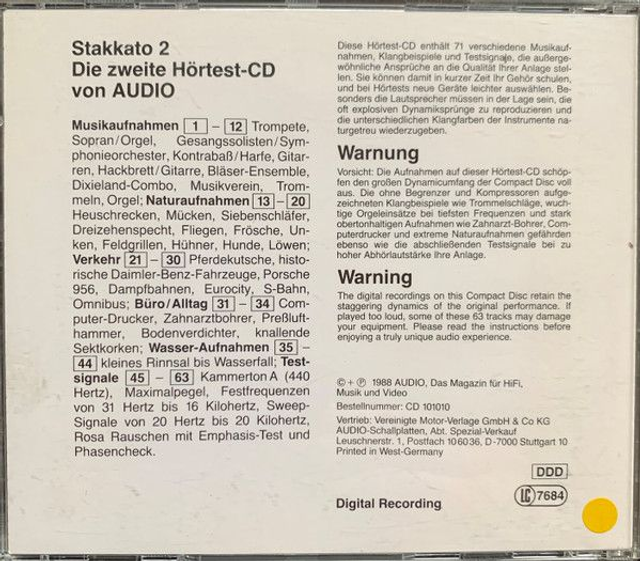 Stakkato 2
Die zweite Hörtest-CD
von AUDIO
Musikaufnahmen 1 – 12 Trompete,
Sopran/Orgel, Gesangssolisten/Sym-
phonieorchester, Kontrabaß/Harfe, Gitar-
ren, Hackbrett/Gitarre, Bläser-Ensemble,
Dixieland-Combo, Musikverein, Trom-
meln, Orgel; Naturaufnahmen 13 – 20
Heuschrecken, Mücken, Siebenschläfer,
Dreizehenspecht, Fliegen, Frösche, Un-
ken, Feldgrillen, Hühner, Hunde, Löwen;
Verkehr 21 – 30 Pferdekutsche, histo-
rische Daimler-Benz-Fahrzeuge, Porsche
956, Dampfbahnen, Eurocity, S-Bahn,
Omnibus; Büro/Alltag 31 – 34 Com-
puter-Drucker, Zahnarztbohrer, Preßluft-
hammer, Bodenverdichter, knallende
Sektkorken; Wasser-Aufnahmen 35 –
44 kleines Rinnsal bis Wasserfall; Test-
signale 45 – 63 Kammerton A (440
Hertz), Maximalpegel, Festfrequenzen
von 31 Hertz bis 16 Kilohertz, Sweep-
Signale von 20 Hertz bis 20 Kilohertz,
Rosa Rauschen mit Emphasis-Test und
Phasencheck.
Diese Hörtest-CD enthält 71 verschiedene Musikauf-
nahmen, Klangbeispiele und Testsignaje, die außerge-
wöhnliche Ansprüche an die Qualität Ihrer Anlage stel-
len. Sie können damit in kurzer Zeit Ihr Gehör schulen,
und bei Hörtests neue Geräte leichter auswählen. Be-
sonders die Lautsprecher müssen in der Lage sein, die
oft explosiven Dynamiksprünge zu reproduzieren und
die unterschiedlichen Klangfarben der Instrumente na-
turgetreu wiederzugeben.
Warnung
Vorsicht: Die Aufnahmen auf dieser Hörtest-CD schöp-
fen den großen Dynamicumfang der Compact Disc voll
aus. Die ohne Begrenzer und Kompressoren aufge-
zeichneten Klangbeispiele wie Trommelschläge, wuch-
tige Orgeleinsätze bei tiefsten Frequenzen und stark
obertonhaltigen Aufnahmen wie Zahnarzt-Bohrer, Com-
puterdrucker und extreme Naturaufnahmen gefährden
ebenso wie die abschließenden Testsignale bei zu
hoher Abhörlautstärke Ihre Anlage.
Warning
The digital recordings on this Compact Disc retain the
staggering dynamics of the original performance. If
played too loud, some of these 63 tracks may damage
your equipment. Please read the instructions before
enjoying a truly unique audio experience.
© + ℗ 1988 AUDIO, Das Magazin für HiFi,
Musik und Video
Bestellnummer: CD 101010
Vertrieb: Vereinigte Motor-Verlage GmbH & Co KG
AUDIO-Schallplatten, Abt. Spezial-Verkauf
Leuschnerstr. 1, Postfach 10 60 36, D-7000 Stuttgart 10
Printed in West-Germany
DDD
LC 7684
Digital Recording